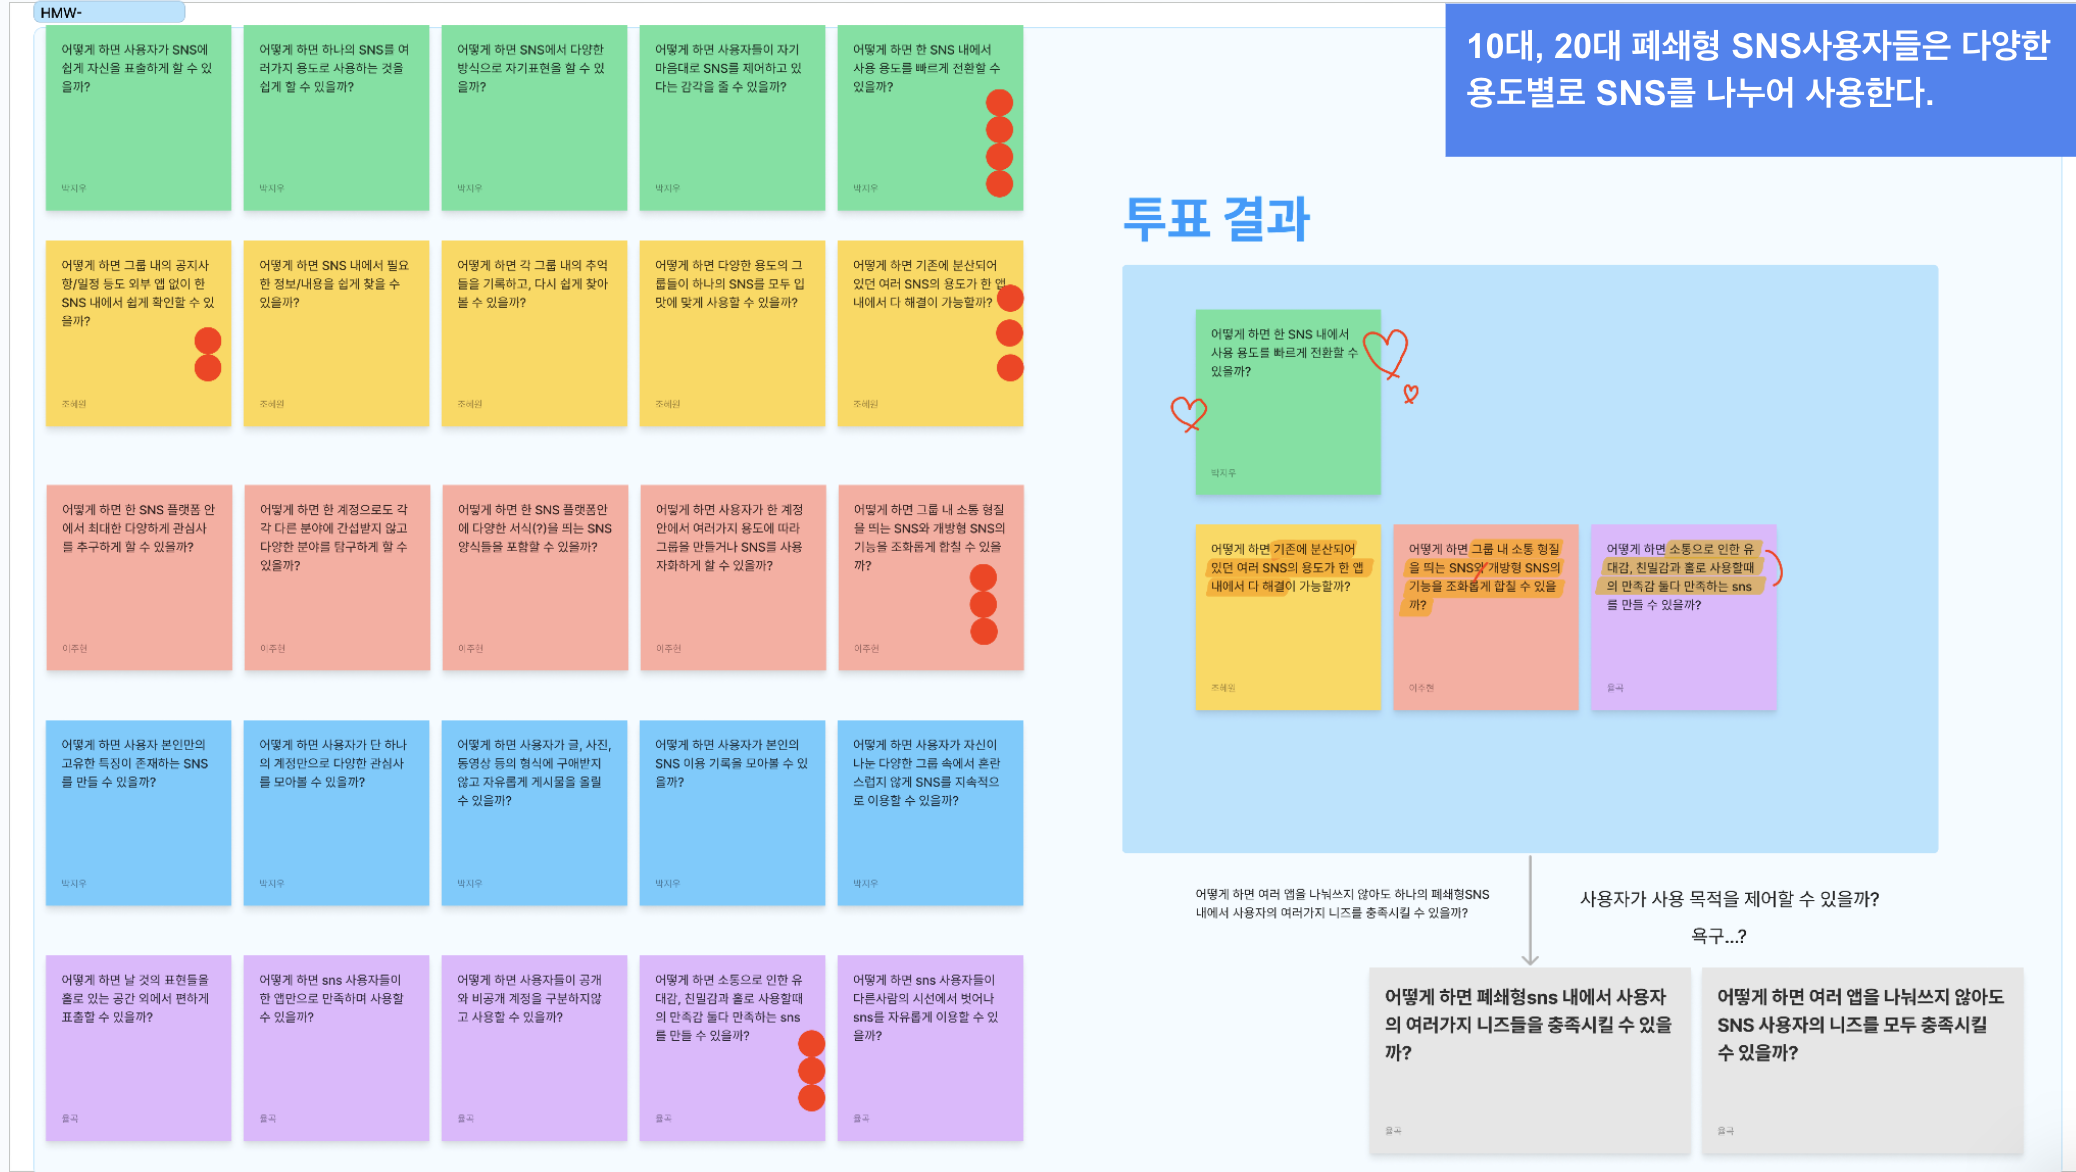 HMW-
10대, 20대 폐쇄형 SNS사용자들은 다양한
용도별로 SNS를 나누어 사용한다.
어떻게 하면 사용자가 SNS에
쉽게 자신을 표출하게 할 수 있
을까?
박지우
어떻게 하면 하나의 SNS를 여
러가지 용도로 사용하는 것을
쉽게 할 수 있을까?
박지우
어떻게 하면 SNS에서 다양한
방식으로 자기표현을 할 수 있
을까?
박지우
어떻게 하면 사용자들이 자기
마음대로 SNS를 제어하고 있
다는 감각을 줄 수 있을까?
박지우
어떻게 하면 한 SNS 내에서
사용 용도를 빠르게 전환할 수
있을까?
박지우
어떻게 하면 그룹 내의 공지사
항/일정 등도 외부 앱 없이 한
SNS 내에서 쉽게 확인할 수 있
을까?
조혜원
어떻게 하면 SNS 내에서 필요
한 정보/내용을 쉽게 찾을 수
있을까?
조혜원
어떻게 하면 각 그룹 내의 추억
들을 기록하고, 다시 쉽게 찾아
볼 수 있을까?
조혜원
어떻게 하면 다양한 용도의 그
룹들이 하나의 SNS를 모두 입
맛에 맞게 사용할 수 있을까?
조혜원
어떻게 하면 기존에 분산되어
있던 여러 SNS의 용도가 한 앱
내에서 다 해결이 가능할까?
조혜원
어떻게 하면 한 SNS 플랫폼 안
에서 최대한 다양하게 관심사
를 추구하게 할 수 있을까?
이주현
어떻게 하면 한 계정으로도 각
각 다른 분야에 간섭받지 않고
다양한 분야를 탐구하게 할 수
있을까?
이주현
어떻게 하면 한 SNS 플랫폼안
에 다양한 서식(?)을 띄는 SNS
양식들을 포함할 수 있을까?
이주현
어떻게 하면 사용자가 한 계정
안에서 여러가지 용도에 따라
그룹을 만들거나 SNS를 사용
자화하게 할 수 있을까?
이주현
어떻게 하면 그룹 내 소통 형질
을 띄는 SNS와 개방형 SNS의
기능을 조화롭게 합칠 수 있을
까?
이주현
어떻게 하면 사용자 본인만의
고유한 특징이 존재하는 SNS
를 만들 수 있을까?
박지우
어떻게 하면 사용자가 단 하나
의 계정만으로 다양한 관심사
를 모아볼 수 있을까?
박지우
어떻게 하면 사용자가 글, 사진,
동영상 등의 형식에 구애받지
않고 자유롭게 게시물을 올릴
수 있을까?
박지우
어떻게 하면 사용자가 본인의
SNS 이용 기록을 모아볼 수 있
을까?
박지우
어떻게 하면 사용자가 자신이
나눈 다양한 그룹 속에서 혼란
스럽지 않게 SNS를 지속적으
로 이용할 수 있을까?
박지우
어떻게 하면 날 것의 표현들을
홀로 있는 공간 외에서 편하게
표출할 수 있을까?
율곡
어떻게 하면 sns 사용자들이
한 앱만으로 만족하며 사용할
수 있을까?
율곡
어떻게 하면 사용자들이 공개
와 비공개 계정을 구분하지않
고 사용할 수 있을까?
율곡
어떻게 하면 소통으로 인한 유
대감, 친밀감과 홀로 사용할때
의 만족감 둘다 만족하는 sns
를 만들 수 있을까?
율곡
어떻게 하면 sns 사용자들이
다른사람의 시선에서 벗어나
sns를 자유롭게 이용할 수 있
을까?
율곡
투표 결과
어떻게 하면 한 SNS 내에서
사용 용도를 빠르게 전환할 수
있을까?
박지우
어떻게 하면 기존에 분산되어
있던 여러 SNS의 용도가 한 앱
내에서 다 해결이 가능할까?
조혜원
어떻게 하면 그룹 내 소통 형질
을 띄는 SNS와 개방형 SNS의
기능을 조화롭게 합칠 수 있을
까?
이주현
어떻게 하면 소통으로 인한 유
대감, 친밀감과 홀로 사용할때
의 만족감 둘다 만족하는 sns
를 만들 수 있을까?
율곡
어떻게 하면 여러 앱을 나눠쓰지 않아도 하나의 폐쇄형SNS
내에서 사용자의 여러가지 니즈를 충족시킬 수 있을까?
사용자가 사용 목적을 제어할 수 있을까?
욕구...?
어떻게 하면 폐쇄형sns 내에서 사용자
의 여러가지 니즈들을 충족시킬 수 있을
까?
율곡
어떻게 하면 여러 앱을 나눠쓰지 않아도
SNS 사용자의 니즈를 모두 충족시킬
수 있을까?
율곡